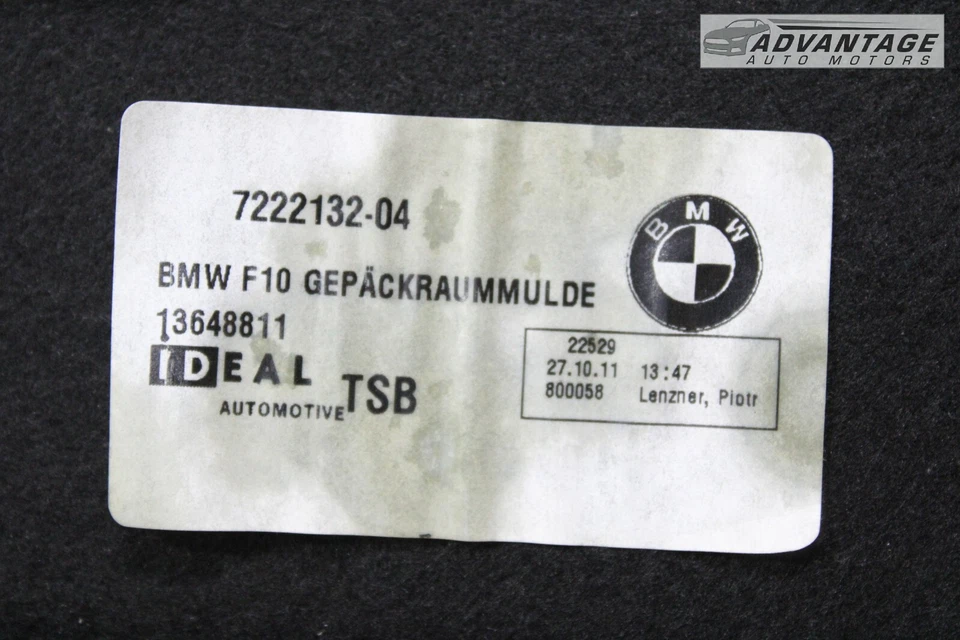 ADVANTAGE
AUTO MOTORS
7222132-04
BMW
BMW F10 GEPÄCKRAUMMULDE
13648811
IDEAL
AUTOMOTIVE
TSB
22529
27.10.11 13:47
800058 Lenzner, Piotr